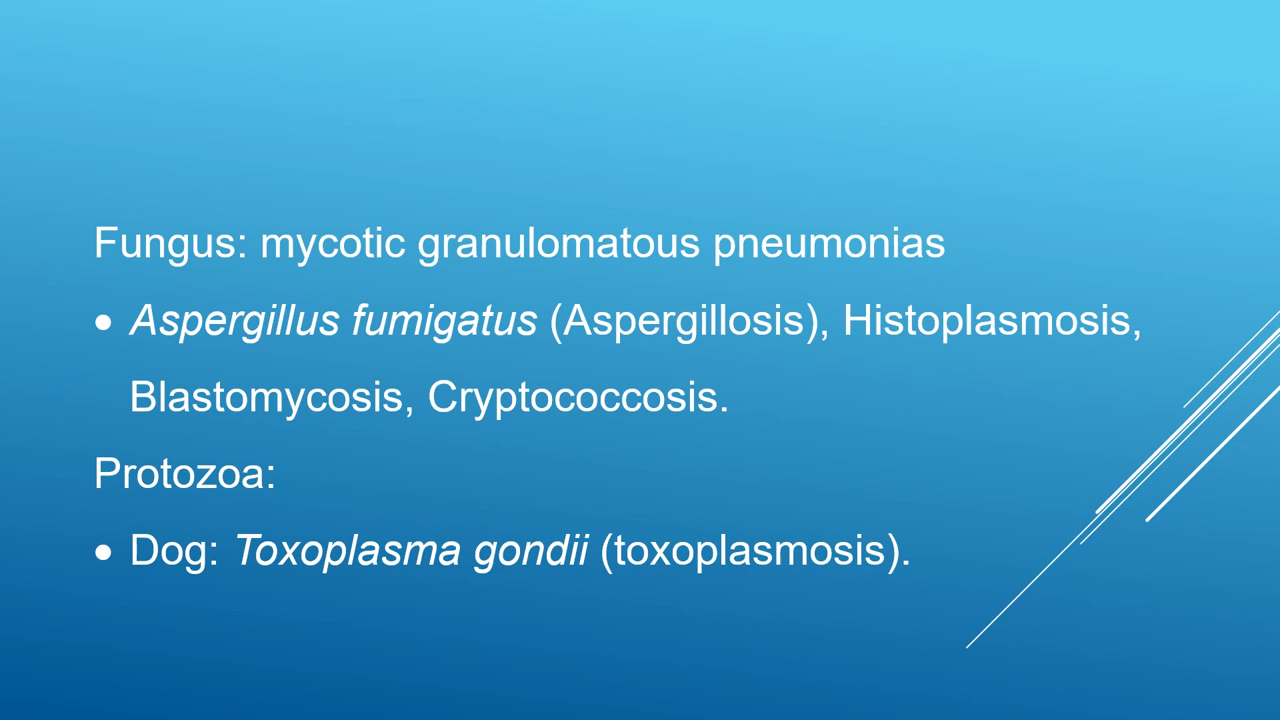 Fungus: mycotic granulomatous pneumonias
• Aspergillus fumigatus (Aspergillosis), Histoplasmosis,
Blastomycosis, Cryptococcosis.
Protozoa:
• Dog: Toxoplasma gondii (toxoplasmosis).